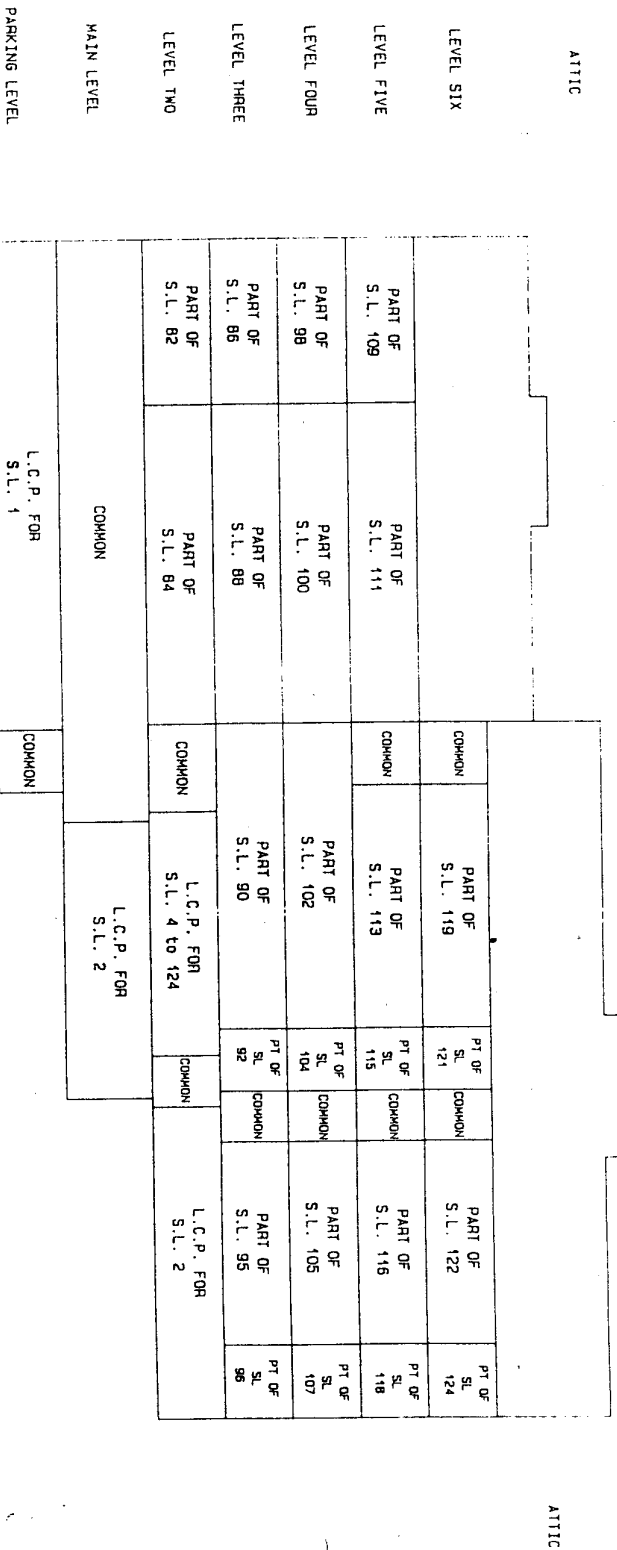 ATTIC
ATTIC
LEVEL SIX
COMMON
PART OF
S.L. 119
PT OF
SL
121
COMMON
PART OF
S.L. 122
PT OF
SL
124
LEVEL FIVE
PART OF
S.L. 109
PART OF
S.L. 111
COMMON
PART OF
S.L. 113
PT OF
SL
115
COMMON
PART OF
S.L. 116
PT OF
SL
118
LEVEL FOUR
PART OF
S.L. 98
PART OF
S.L. 100
PART OF
S.L. 102
PT OF
SL
104
COMMON
PART OF
S.L. 105
PT OF
SL
107
LEVEL THREE
PART OF
S.L. 86
PART OF
S.L. 88
PART OF
S.L. 90
PT OF
SL
92
COMMON
PART OF
S.L. 95
PT OF
SL
96
LEVEL TWO
PART OF
S.L. 82
PART OF
S.L. 84
COMMON
L.C.P. FOR
S.L. 4 to 124
COMMON
L.C.P. FOR
S.L. 2
MAIN LEVEL
COMMON
L.C.P. FOR
S.L. 2
PARKING LEVEL
L.C.P. FOR
S.L. 1
COMMON